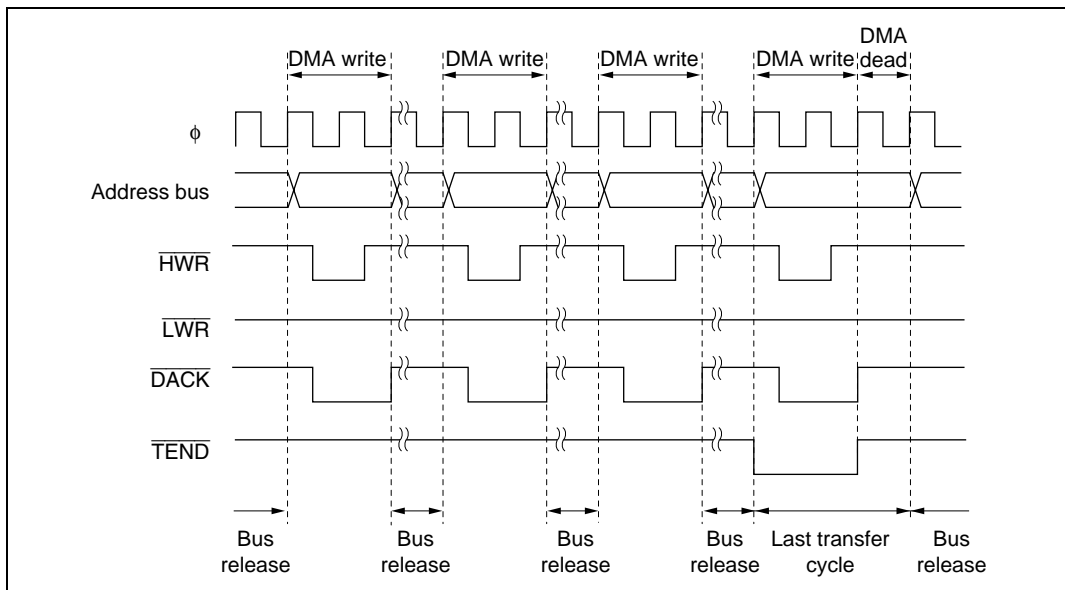 DMA
DMA write DMA write DMA write DMA write dead
φ
Address bus
HWR
LWR
DACK
TEND
Bus Bus Bus Bus Last transfer Bus
release release release release cycle release